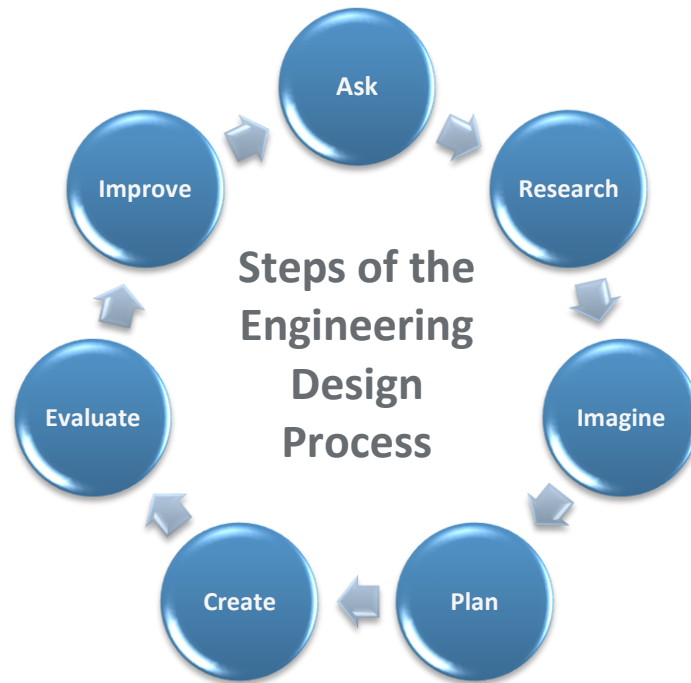 Ask
Research
Imagine
Plan
Create
Evaluate
Improve
Steps of the
Engineering
Design
Process